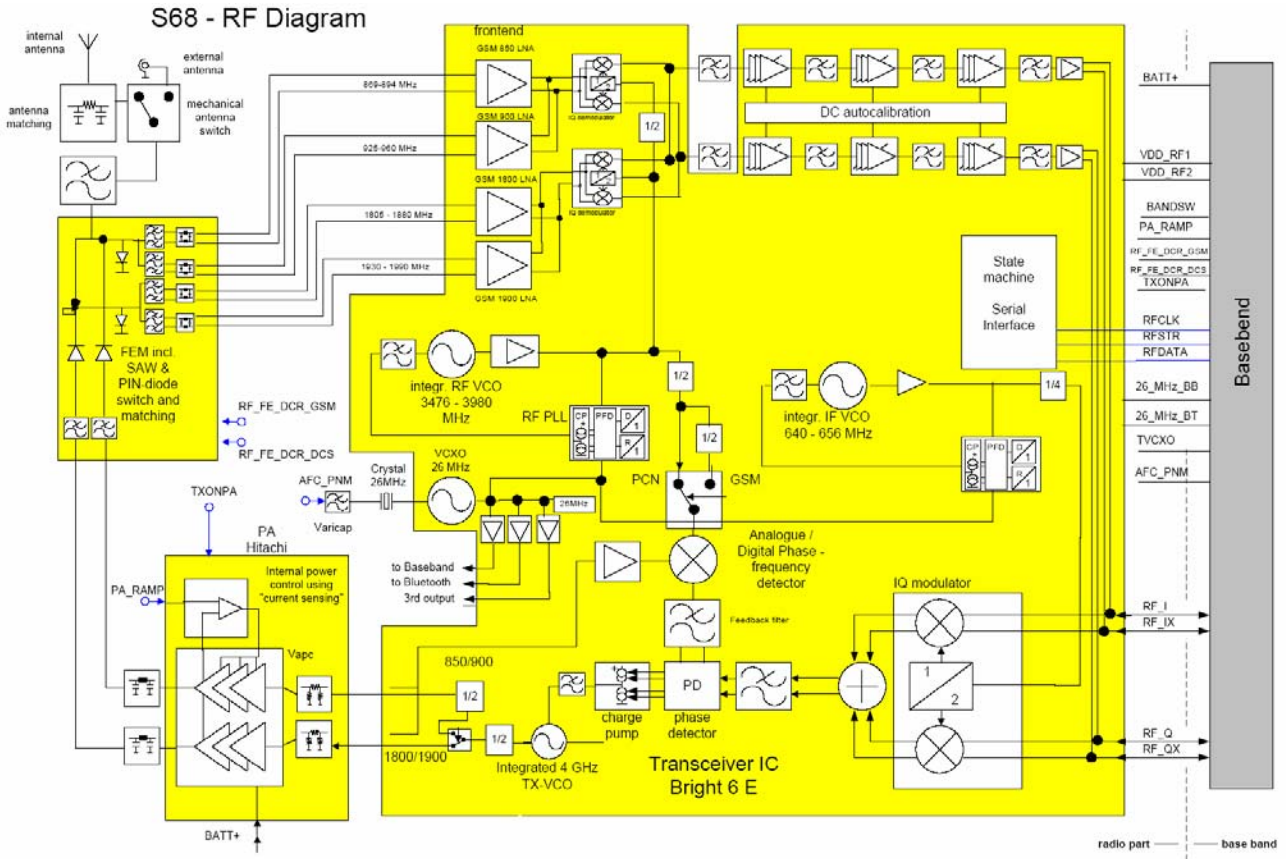 S68 - RF Diagram
internal
antenna
external
antenna
antenna
matching
mechanical
antenna
switch
frontend
GSM 850 LNA
869-894 MHz
GSM 900 LNA
925-960 MHz
GSM 1800 LNA
1805 - 1880 MHz
1930 - 1990 MHz
GSM 1900 LNA
IQ demodulator
1/2
IQ demodulator
DC autocalibration
State
machine
Serial
Interface
BATT+
VDD_RF1
VDD_RF2
BANDSW
PA_RAMP
RF_FE_DCR_GSM
RF_FE_DCR_DCS
TXONPA
RFCLK
RFSTR
RFDATA
26_MHz_BB
26_MHz_BT
TVCXO
AFC_PNM
Basebend
FEM incl.
SAW &
PIN-diode
switch and
matching
RF_FE_DCR_GSM
RF_FE_DCR_DCS
integr. RF VCO
3476 - 3980
MHz
RF PLL
CP
PFD
D
1
R
1
1/2
1/2
integr. IF VCO
640 - 656 MHz
1/4
CP
PFD
D
1
R
1
VCXO
26 MHz
Crystal
26MHz
AFC_PNM
Varicap
26MHz
PCN
GSM
Analogue /
Digital Phase -
frequency
detector
to Baseband
to Bluetooth
3rd output
TXONPA
PA
Hitachi
Internal power
control using
"current sensing"
PA_RAMP
Vapc
850/900
1/2
1800/1900
1/2
Integrated 4 GHz
TX-VCO
charge
pump
PD
phase
detector
Feedback filter
IQ modulator
1
2
Transceiver IC
Bright 6 E
RF_I
RF_IX
RF_Q
RF_QX
BATT+
radio part
base band